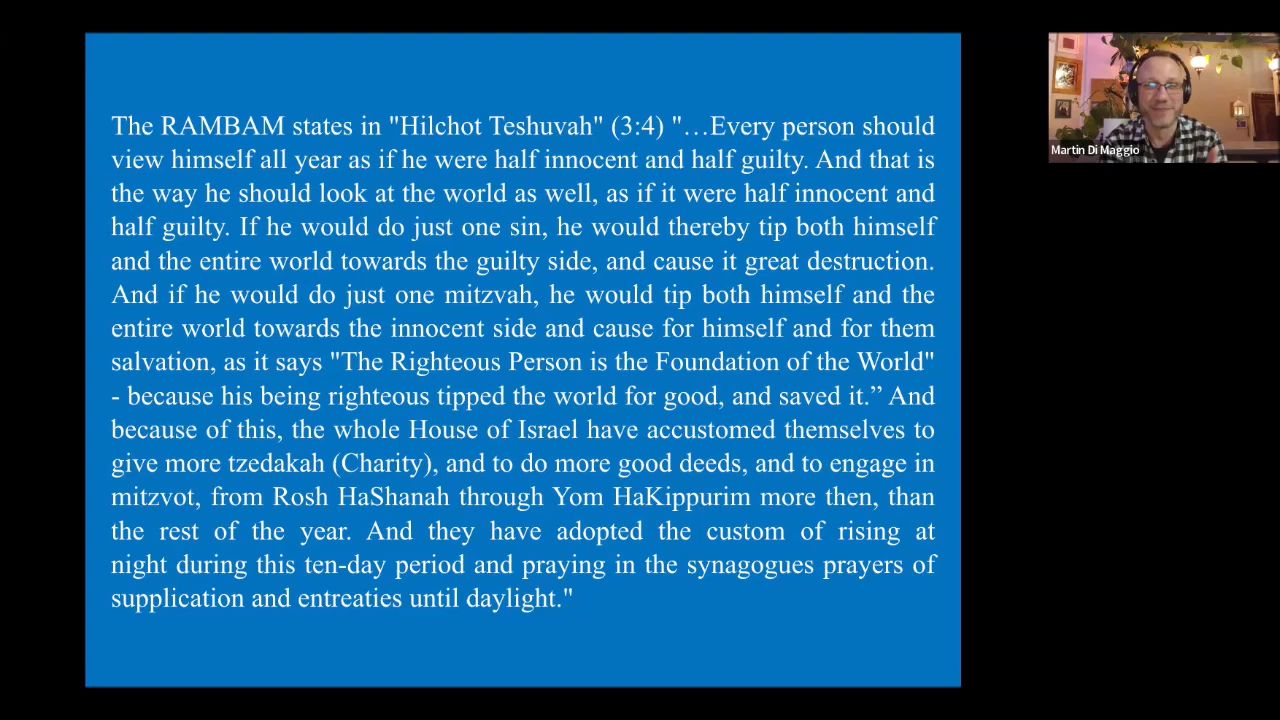 The RAMBAM states in "Hilchot Teshuvah" (3:4) "…Every person should
view himself all year as if he were half innocent and half guilty. And that is
the way he should look at the world as well, as if it were half innocent and
half guilty. If he would do just one sin, he would thereby tip both himself
and the entire world towards the guilty side, and cause it great destruction.
And if he would do just one mitzvah, he would tip both himself and the
entire world towards the innocent side and cause for himself and for them
salvation, as it says "The Righteous Person is the Foundation of the World"
- because his being righteous tipped the world for good, and saved it.” And
because of this, the whole House of Israel have accustomed themselves to
give more tzedakah (Charity), and to do more good deeds, and to engage in
mitzvot, from Rosh HaShanah through Yom HaKippurim more then, than
the rest of the year. And they have adopted the custom of rising at
night during this ten-day period and praying in the synagogues prayers of
supplication and entreaties until daylight."
Martin Di Maggio